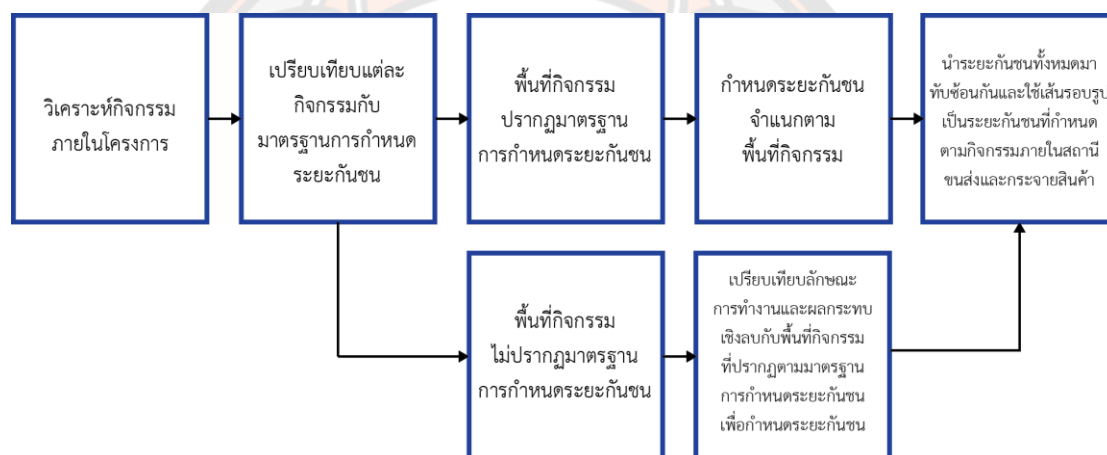 วิเคราะห์กิจกรรม
ภายในโครงการ
เปรียบเทียบแต่ละ
กิจกรรมกับ
มาตรฐานการกำหนด
ระยะกันชน
พื้นที่กิจกรรม
ปรากฏมาตรฐาน
การกำหนดระยะกันชน
กำหนดระยะกันชน
จำแนกตาม
พื้นที่กิจกรรม
นำระยะกันชนทั้งหมดมา
ทับซ้อนกันและใช้เส้นรอบรูป
เป็นระยะกันชนที่กำหนด
ตามกิจกรรมภายในสถานี
ขนส่งและกระจายสินค้า
พื้นที่กิจกรรม
ไม่ปรากฏมาตรฐาน
การกำหนดระยะกันชน
เปรียบเทียบลักษณะ
การทำงานและผลกระทบ
เชิงลบกับพื้นที่กิจกรรม
ที่ปรากฏตามมาตรฐาน
การกำหนดระยะกันชน
เพื่อกำหนดระยะกันชน